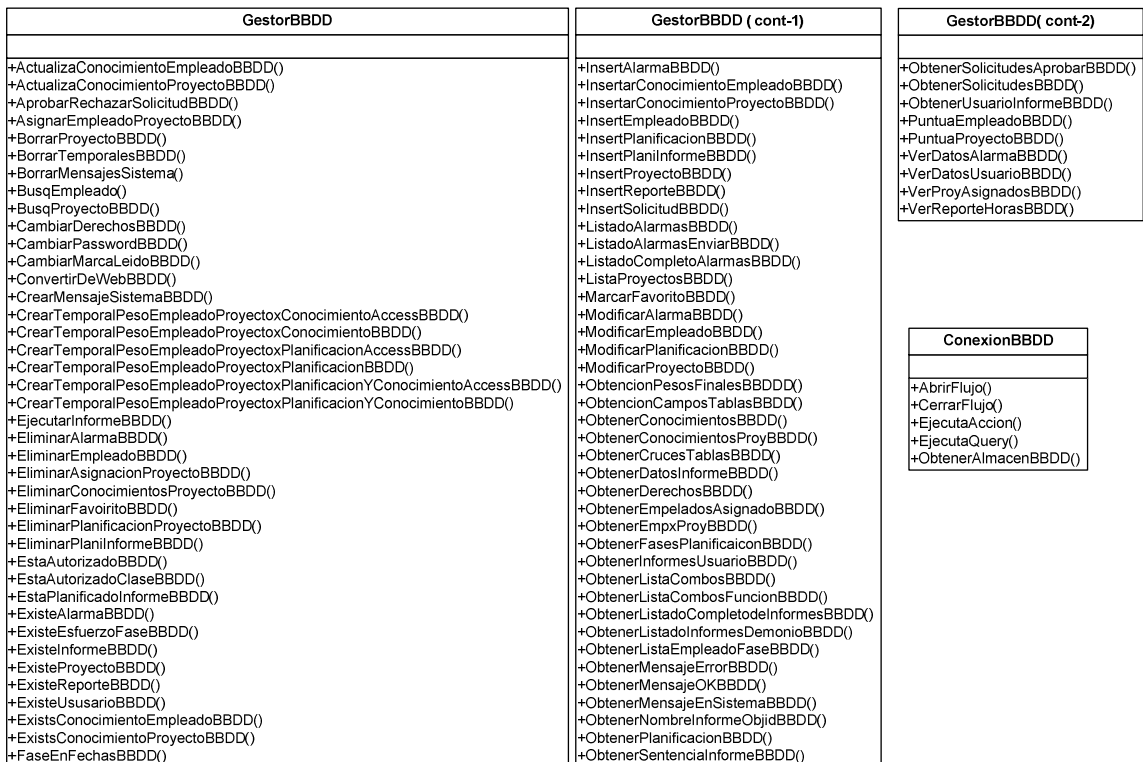 GestorBBDD
+ActualizaConocimientoEmpleadoBBDD()
+ActualizaConocimientoProyectoBBDD()
+AprobarRechazarSolicitudBBDD()
+AsignarEmpleadoProyectoBBDD()
+BorrarProyectoBBDD()
+BorrarTemporalesBBDD()
+BorrarMensajesSistema()
+BusqEmpleado()
+BusqProyectoBBDD()
+CambiarDerechosBBDD()
+CambiarPasswordBBDD()
+CambiarMarcaLeidoBBDD()
+ConvertirDeWebBBDD()
+CrearMensajeSistemaBBDD()
+CrearTemporalPesoEmpleadoProyectoxConocimientoAccessBBDD()
+CrearTemporalPesoEmpleadoProyectoxConocimientoBBDD()
+CrearTemporalPesoEmpleadoProyectoxPlanificacionAccessBBDD()
+CrearTemporalPesoEmpleadoProyectoxPlanificacionBBDD()
+CrearTemporalPesoEmpleadoProyectoxPlanificacionYConocimientoAccessBBDD()
+CrearTemporalPesoEmpleadoProyectoxPlanificacionYConocimientoBBDD()
+EjecutarInformeBBDD()
+EliminarAlarmaBBDD()
+EliminarEmpleadoBBDD()
+EliminarAsignacionProyectoBBDD()
+EliminarConocimientosProyectoBBDD()
+EliminarFavoiritoBBDD()
+EliminarPlanificacionProyectoBBDD()
+EliminarPlaniInformeBBDD()
+EstaAutorizadoBBDD()
+EstaAutorizadoClaseBBDD()
+EstaPlanificadoInformeBBDD()
+ExisteAlarmaBBDD()
+ExisteEsfuerzoFaseBBDD()
+ExisteInformeBBDD()
+ExisteProyectoBBDD()
+ExisteReporteBBDD()
+ExisteUsusarioBBDD()
+ExistsConocimientoEmpleadoBBDD()
+ExistsConocimientoProyectoBBDD()
+FaseEnFechasBBDD()
GestorBBDD ( cont-1)
+InsertAlarmaBBDD()
+InsertarConocimientoEmpleadoBBDD()
+InsertarConocimientoProyectoBBDD()
+InsertEmpleadoBBDD()
+InsertPlanificacionBBDD()
+InsertPlaniInformeBBDD()
+InsertProyectoBBDD()
+InsertReporteBBDD()
+InsertSolicitudBBDD()
+ListadoAlarmasBBDD()
+ListadoAlarmasEnviarBBDD()
+ListadoCompletoAlarmasBBDD()
+ListaProyectosBBDD()
+MarcarFavoritoBBDD()
+ModificarAlarmaBBDD()
+ModificarEmpleadoBBDD()
+ModificarPlanificacionBBDD()
+ModificarProyectoBBDD()
+ObtencionPesosFinalesBBDDD()
+ObtencionCamposTablasBBDD()
+ObtenerConocimientosBBDD()
+ObtenerConocimientosProyBBDD()
+ObtenerCrucesTablasBBDD()
+ObtenerDatosInformeBBDD()
+ObtenerDerechosBBDD()
+ObtenerEmpeladosAsignadoBBDD()
+ObtenerEmpxProyBBDD()
+ObtenerFasesPlanificaiconBBDD()
+ObtenerInformesUsuarioBBDD()
+ObtenerListaCombosBBDD()
+ObtenerListaCombosFuncionBBDD()
+ObtenerListadoCompletodeInformesBBDD()
+ObtenerListadoInformesDemonioBBDD()
+ObtenerListaEmpleadoFaseBBDD()
+ObtenerMensajeErrorBBDD()
+ObtenerMensajeOKBBDD()
+ObtenerMensajeEnSistemaBBDD()
+ObtenerNombreInformeObjidBBDD()
+ObtenerPlanificacionBBDD()
+ObtenerSentenciaInformeBBDD()
GestorBBDD( cont-2)
+ObtenerSolicitudesAprobarBBDD()
+ObtenerSolicitudesBBDD()
+ObtenerUsuarioInformeBBDD()
+PuntuaEmpleadoBBDD()
+PuntuaProyectoBBDD()
+VerDatosAlarmaBBDD()
+VerDatosUsuarioBBDD()
+VerProyAsignadosBBDD()
+VerReporteHorasBBDD()
ConexionBBDD
+AbrirFlujo()
+CerrarFlujo()
+EjecutaAccion()
+EjecutaQuery()
+ObtenerAlmacenBBDD()